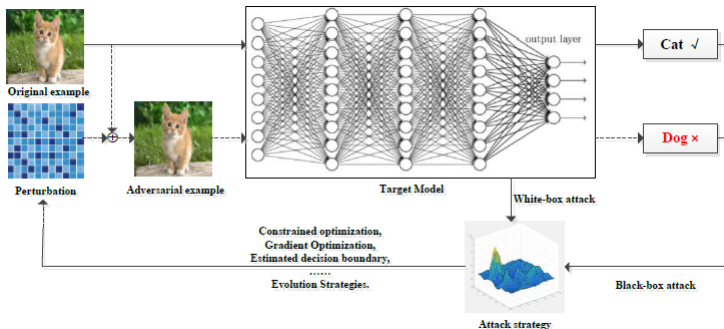 output layer
Cat √
Original example
Dog ×
Perturbation
Adversarial example
Target Model
White-box attack
Constrained optimization,
Gradient Optimization,
Estimated decision boundary,
......
Evolution Strategies.
Black-box attack
Attack strategy